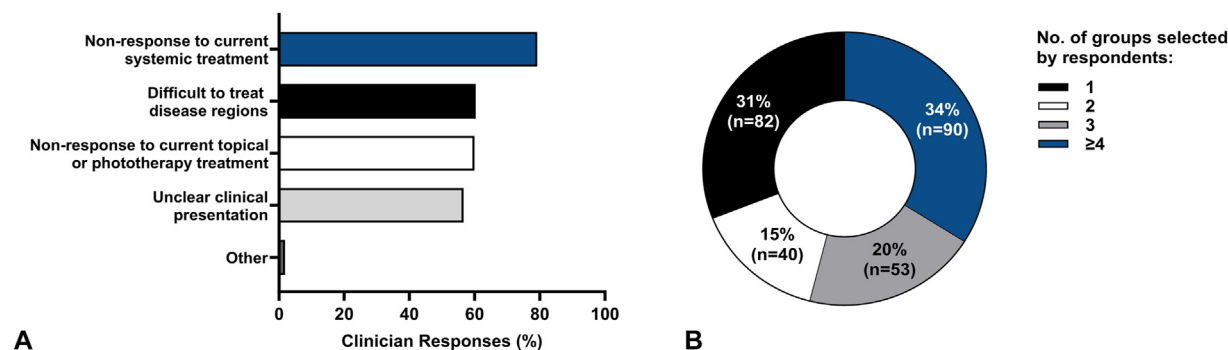 Non-response to current
systemic treatment
Difficult to treat
disease regions
Non-response to current topical
or phototherapy treatment
Unclear clinical
presentation
Other
0 20 40 60 80 100
Clinician Responses (%)
A
31%
(n=82)
34%
(n=90)
15%
(n=40)
20%
(n=53)
B
No. of groups selected
by respondents:
1
2
3
≥4